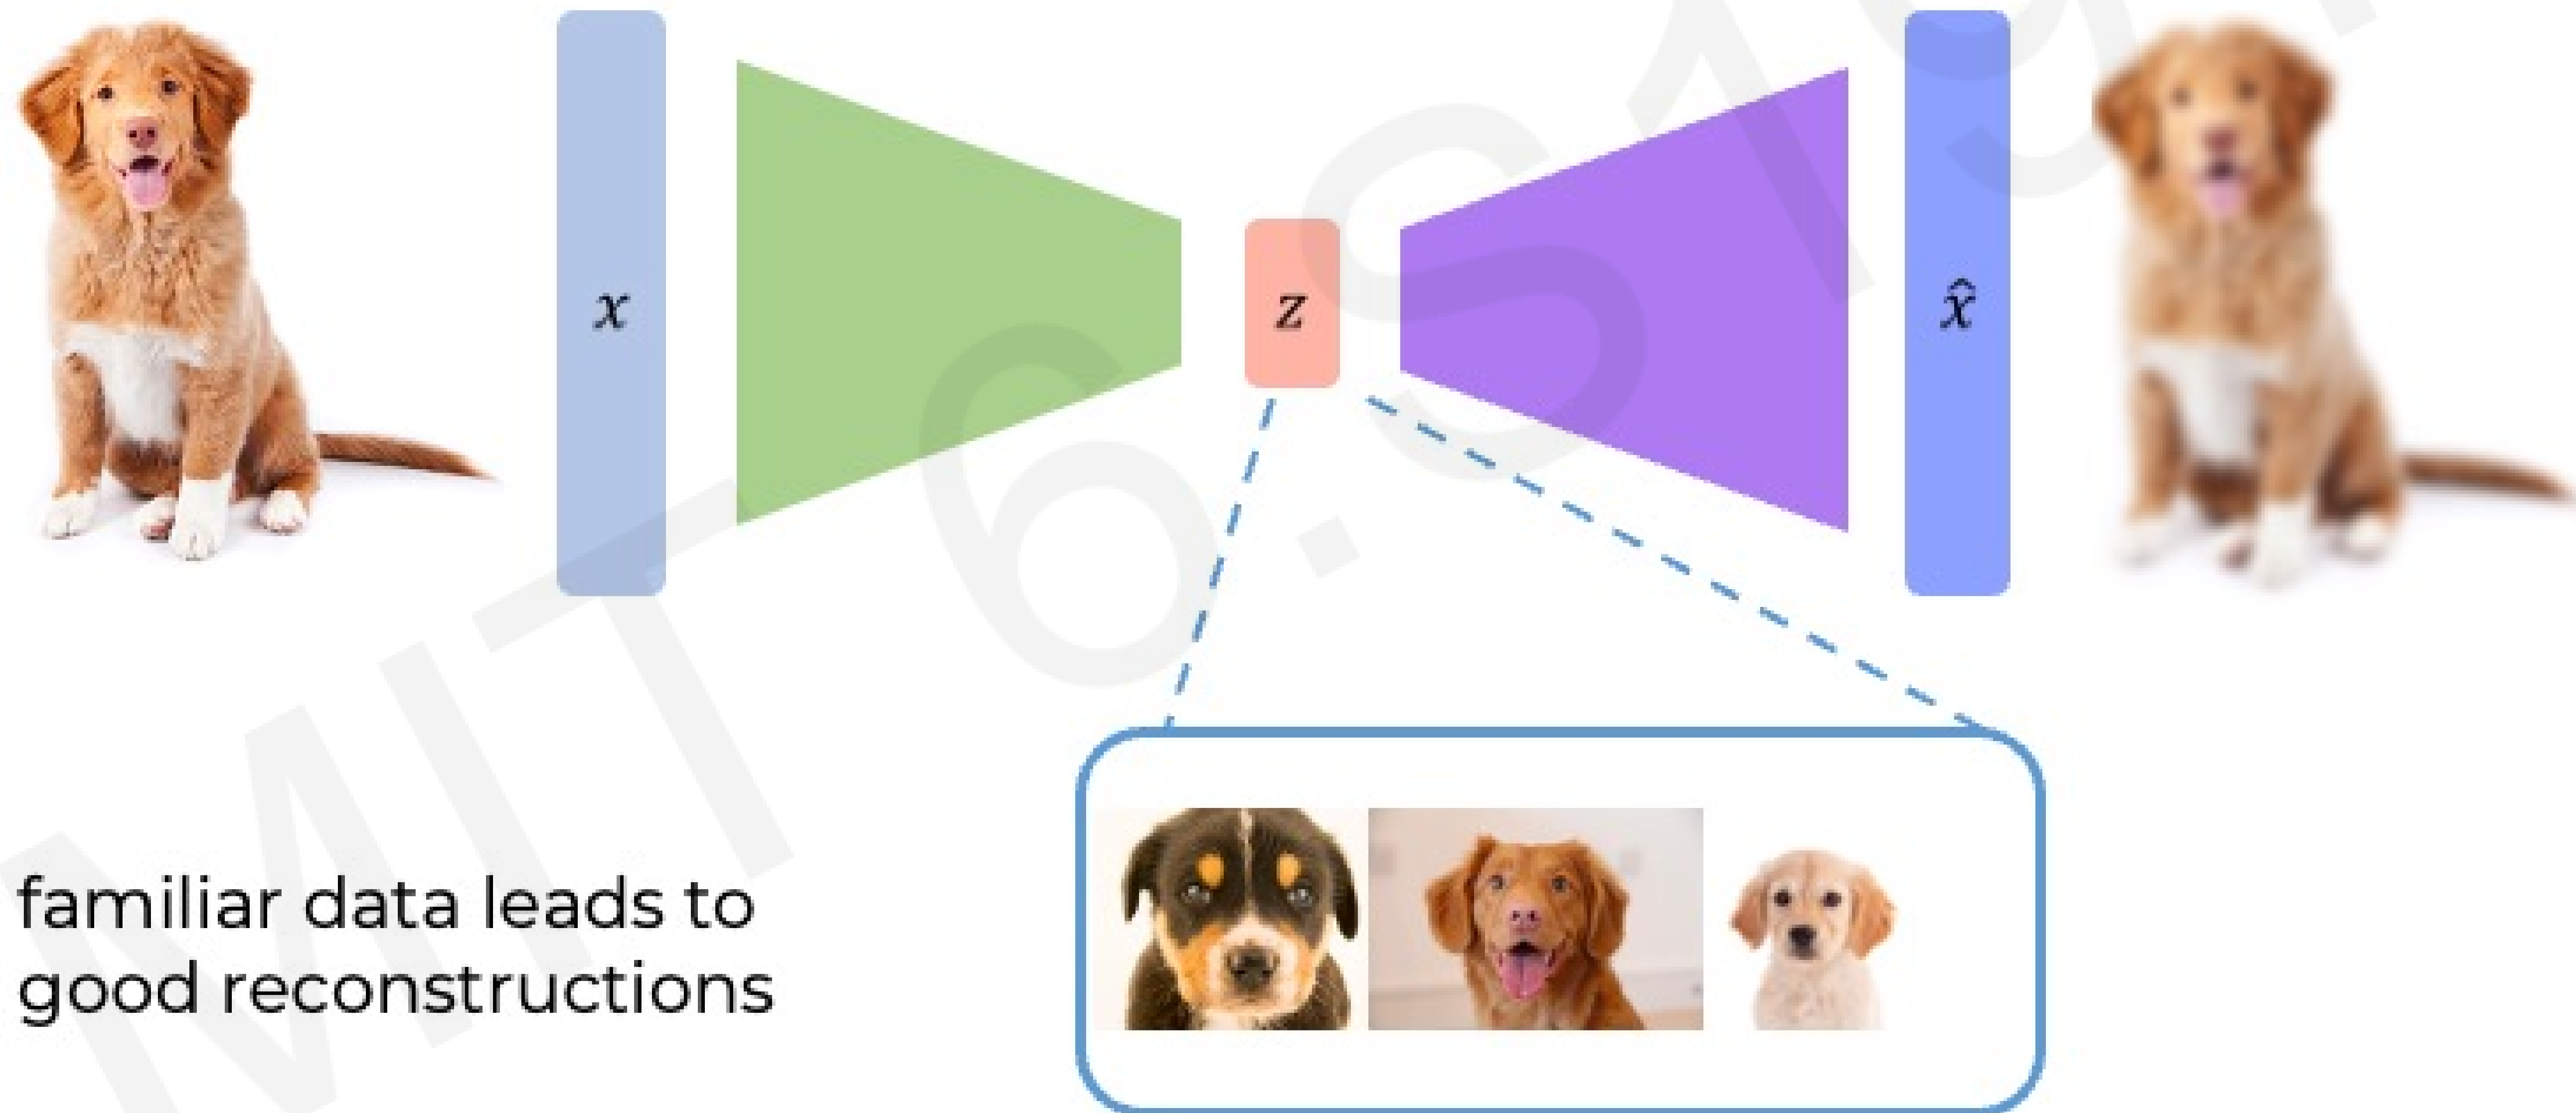 x
z
x̂
familiar data leads to
good reconstructions
MIT 6.S191